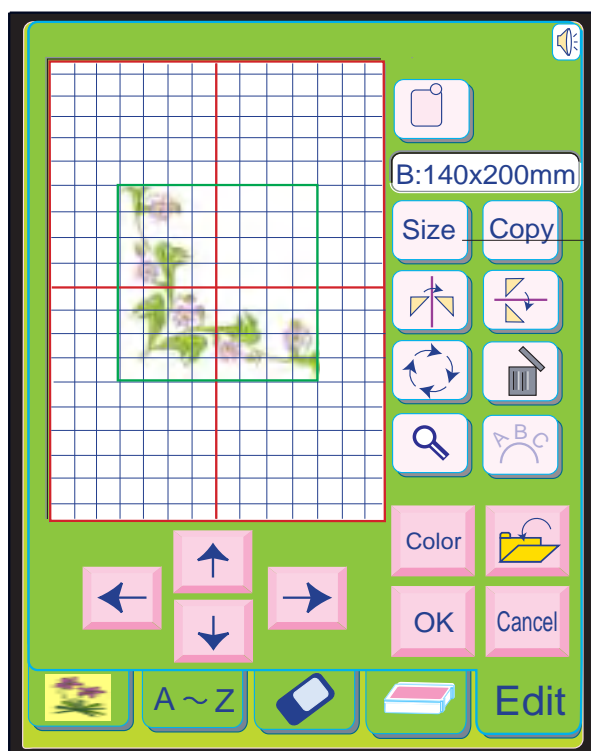 B:140x200mm
Size
Copy
A B C
Color
OK
Cancel
A ~ Z
Edit